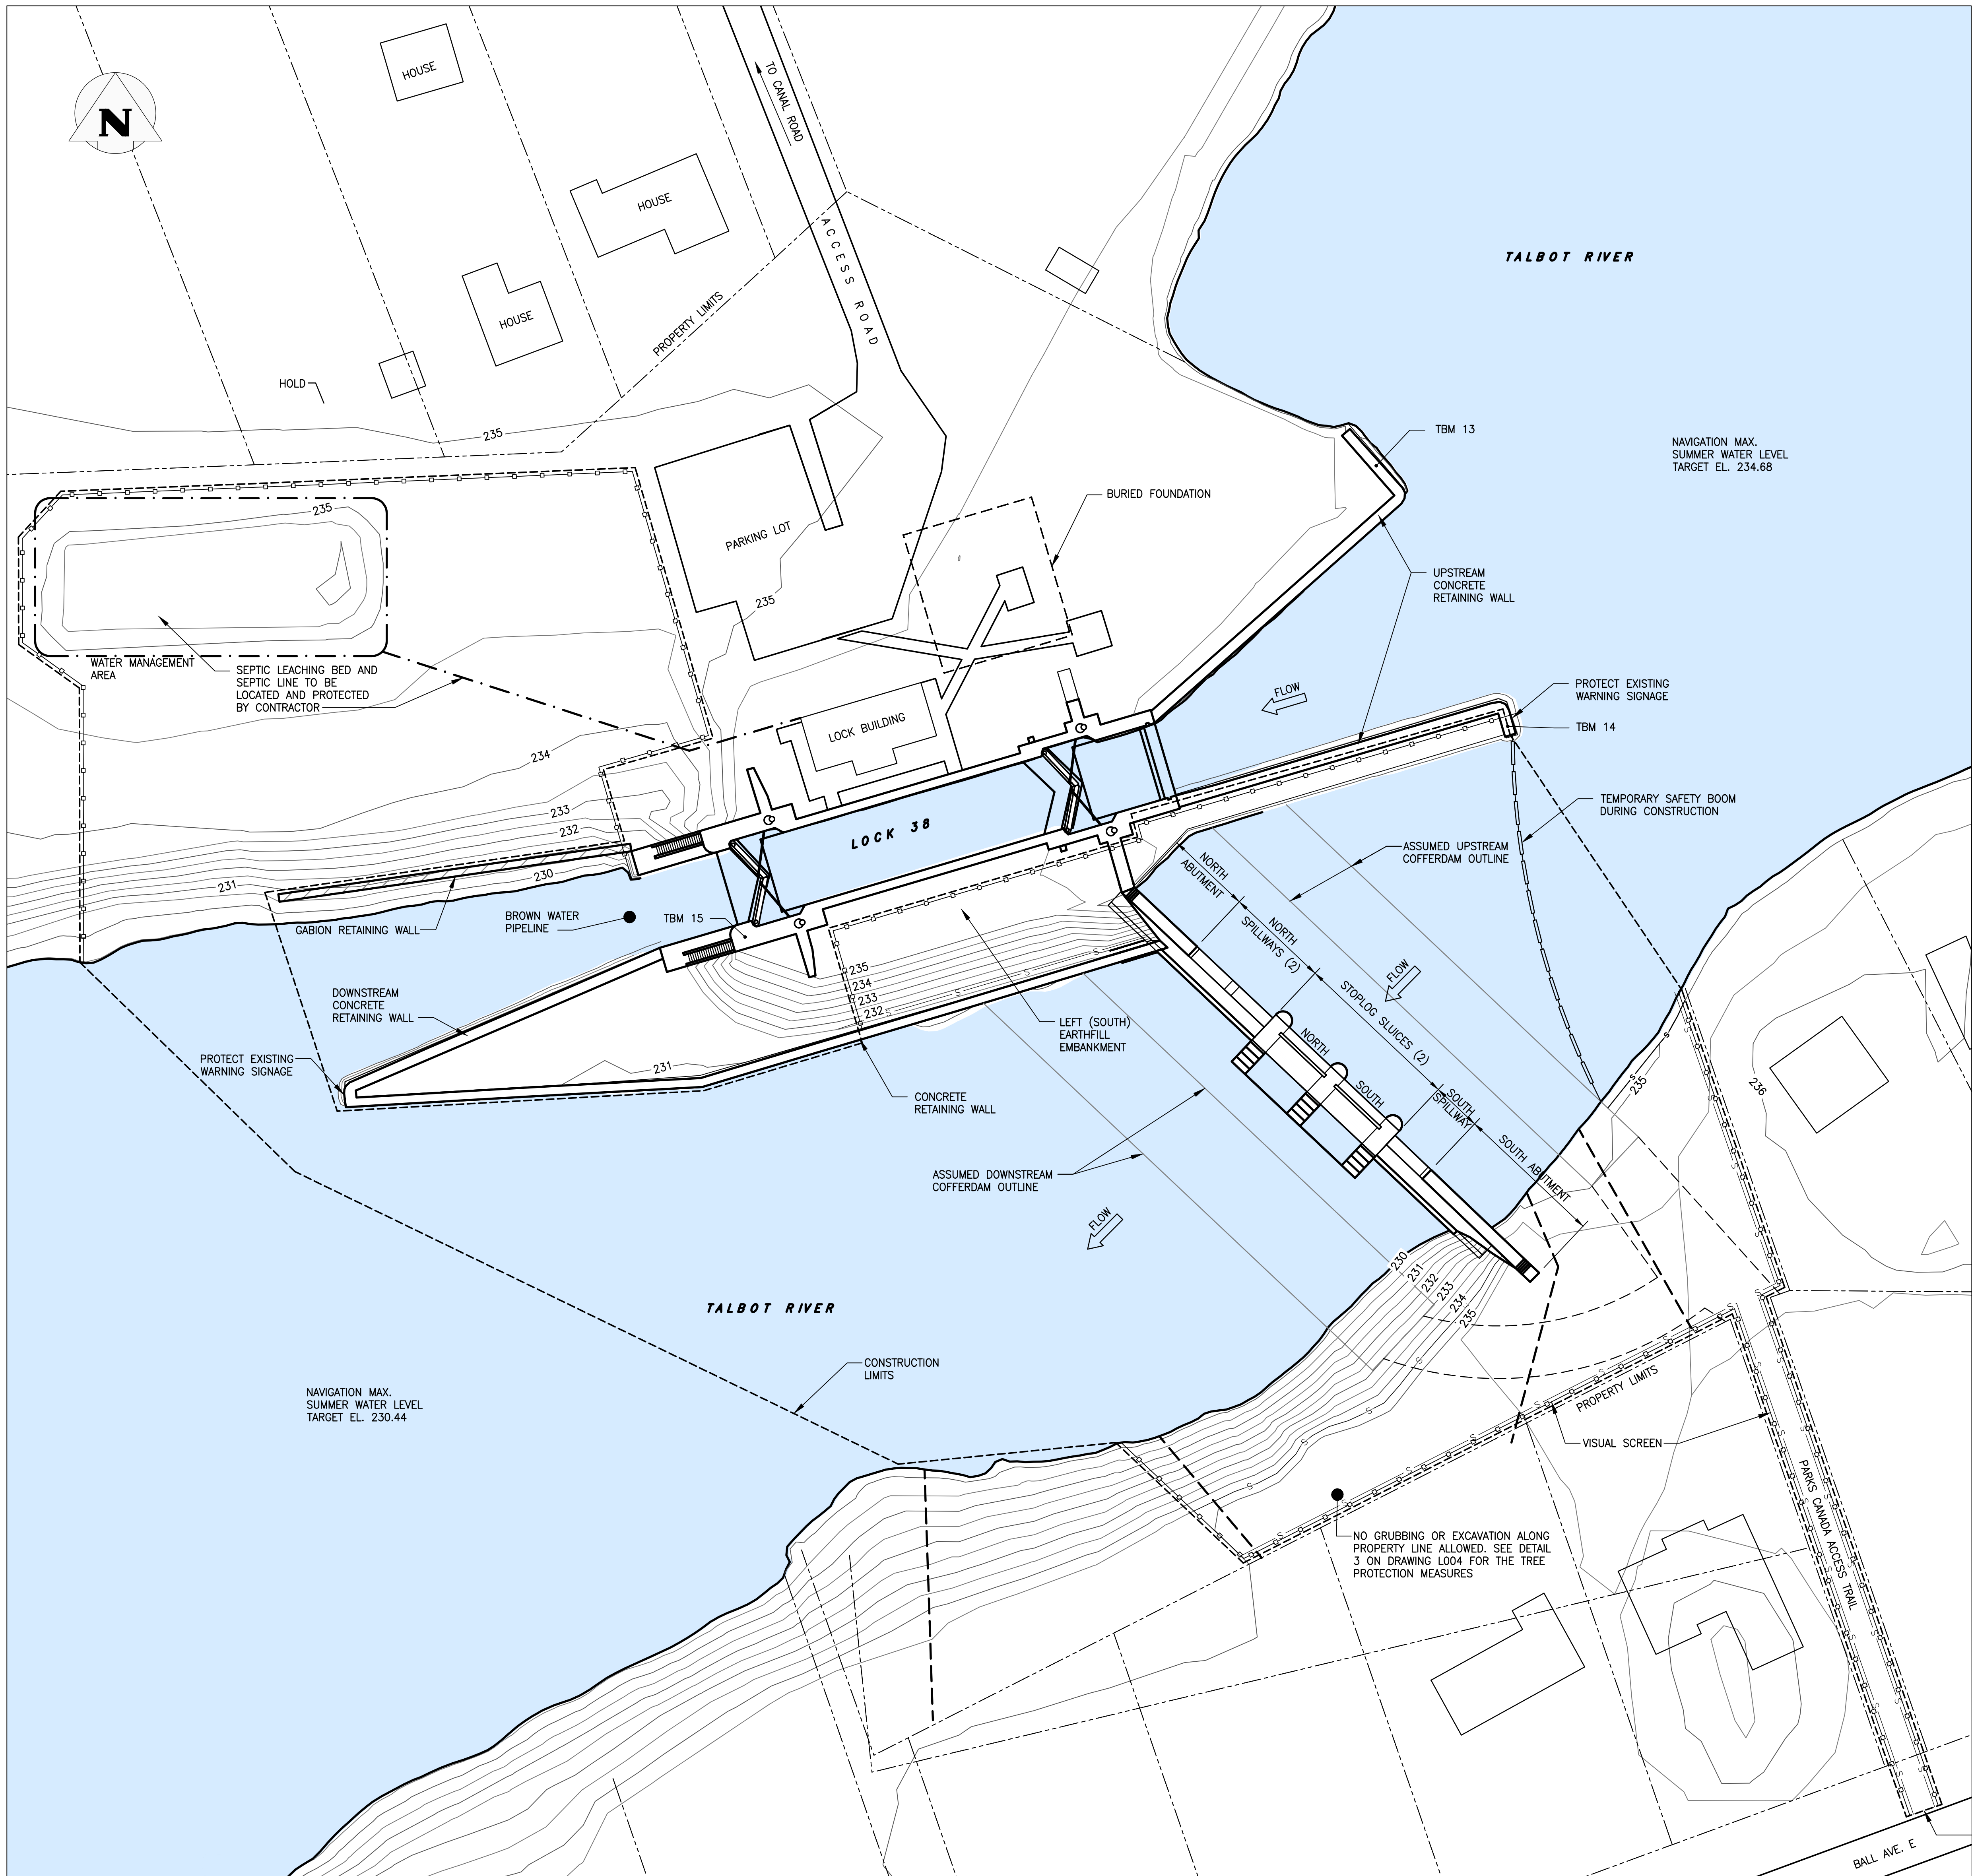 HOUSE
N
TO CANAL ROAD
HOUSE
ACCESS ROAD
TALBOT RIVER
HOUSE
PROPERTY LIMITS
HOLD
235
TBM 13
NAVIGATION MAX.
SUMMER WATER LEVEL
TARGET EL. 234.68
235
BURIED FOUNDATION
PARKING LOT
UPSTREAM
CONCRETE
RETAINING WALL
235
WATER MANAGEMENT
AREA
SEPTIC LEACHING BED AND
SEPTIC LINE TO BE
LOCATED AND PROTECTED
BY CONTRACTOR
FLOW
PROTECT EXISTING
WARNING SIGNAGE
TBM 14
LOCK BUILDING
234
233
232
231
230
LOCK 38
TEMPORARY SAFETY BOOM
DURING CONSTRUCTION
ASSUMED UPSTREAM
COFFERDAM OUTLINE
NORTH
ABUTMENT
BROWN WATER
PIPELINE
TBM 15
GABION RETAINING WALL
NORTH
SPILLWAYS (2)
FLOW
235
234
233
232
STOPLOG SLUICES (2)
DOWNSTREAM
CONCRETE
RETAINING WALL
LEFT (SOUTH)
EARTHFILL
EMBANKMENT
NORTH
SOUTH
PROTECT EXISTING
WARNING SIGNAGE
231
CONCRETE
RETAINING WALL
SOUTH
SPILLWAY
SOUTH ABUTMENT
235
236
ASSUMED DOWNSTREAM
COFFERDAM OUTLINE
FLOW
230
231
232
233
234
235
TALBOT RIVER
CONSTRUCTION
LIMITS
NAVIGATION MAX.
SUMMER WATER LEVEL
TARGET EL. 230.44
PROPERTY LIMITS
VISUAL SCREEN
PARKS CANADA ACCESS TRAIL
NO GRUBBING OR EXCAVATION ALONG
PROPERTY LINE ALLOWED. SEE DETAIL
3 ON DRAWING L004 FOR THE TREE
PROTECTION MEASURES
BALL AVE. E